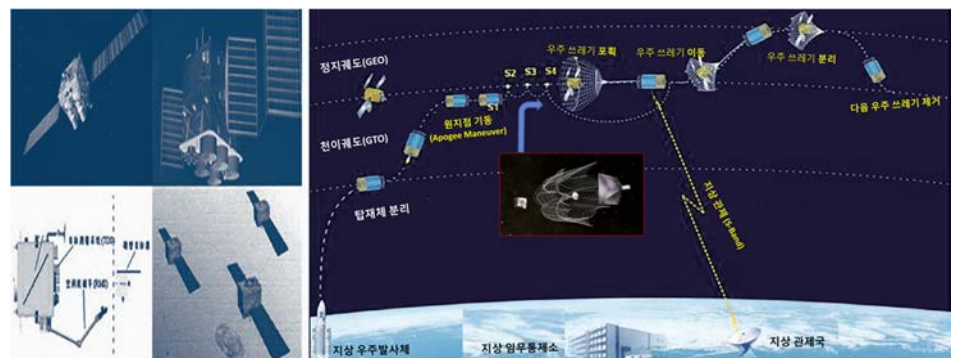 정지궤도(GEO)
천이궤도(GTO)
탑재체 분리
원지점 기동
(Apogee Maneuver)
S1
S2
S3
S4
우주 쓰레기 포획
우주 쓰레기 이동
우주 쓰레기 분리
다음 우주 쓰레기 제거
지상 관제 (S-Band)
지상 우주발사체
지상 임무통제소
지상 관제국